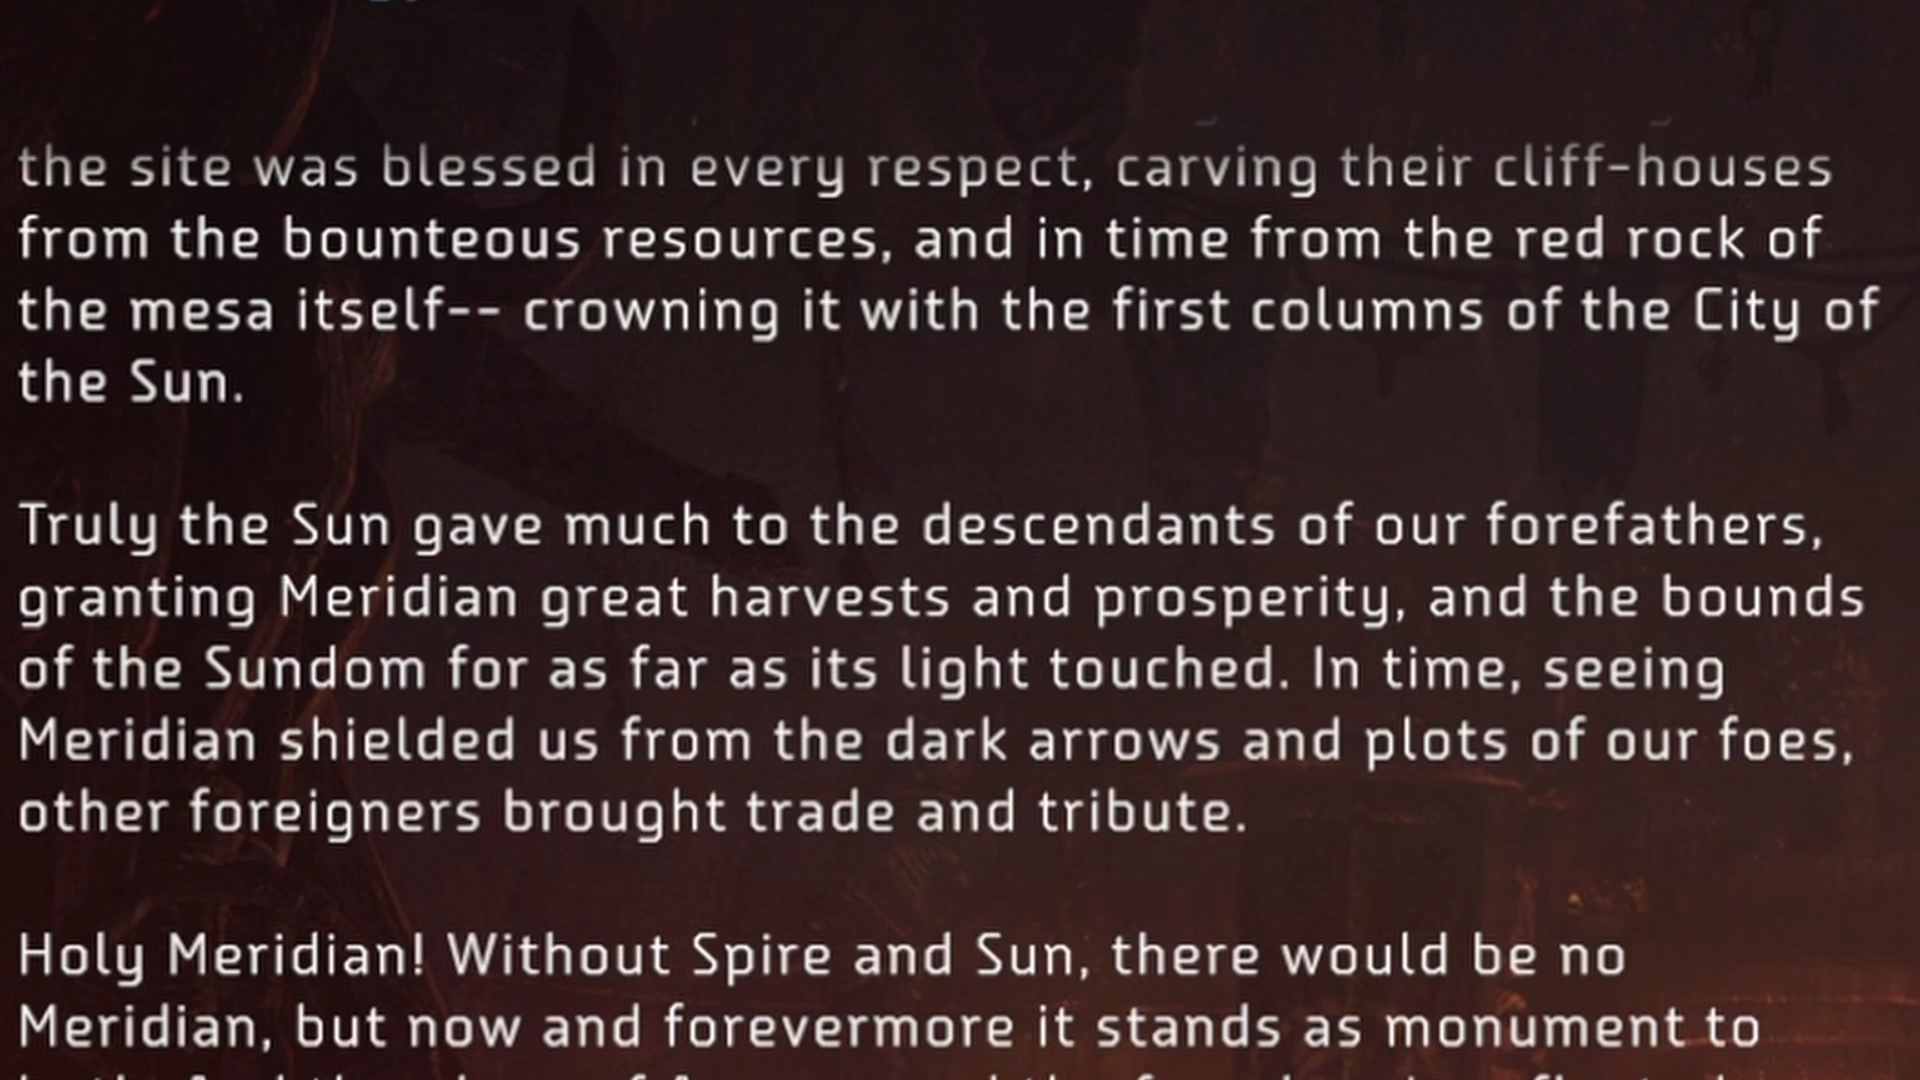 the site was blessed in every respect, carving their cliff-houses
from the bounteous resources, and in time from the red rock of
the mesa itself-- crowning it with the first columns of the City of
the Sun.
Truly the Sun gave much to the descendants of our forefathers,
granting Meridian great harvests and prosperity, and the bounds
of the Sundom for as far as its light touched. In time, seeing
Meridian shielded us from the dark arrows and plots of our foes,
other foreigners brought trade and tribute.
Holy Meridian! Without Spire and Sun, there would be no
Meridian, but now and forevermore it stands as monument to